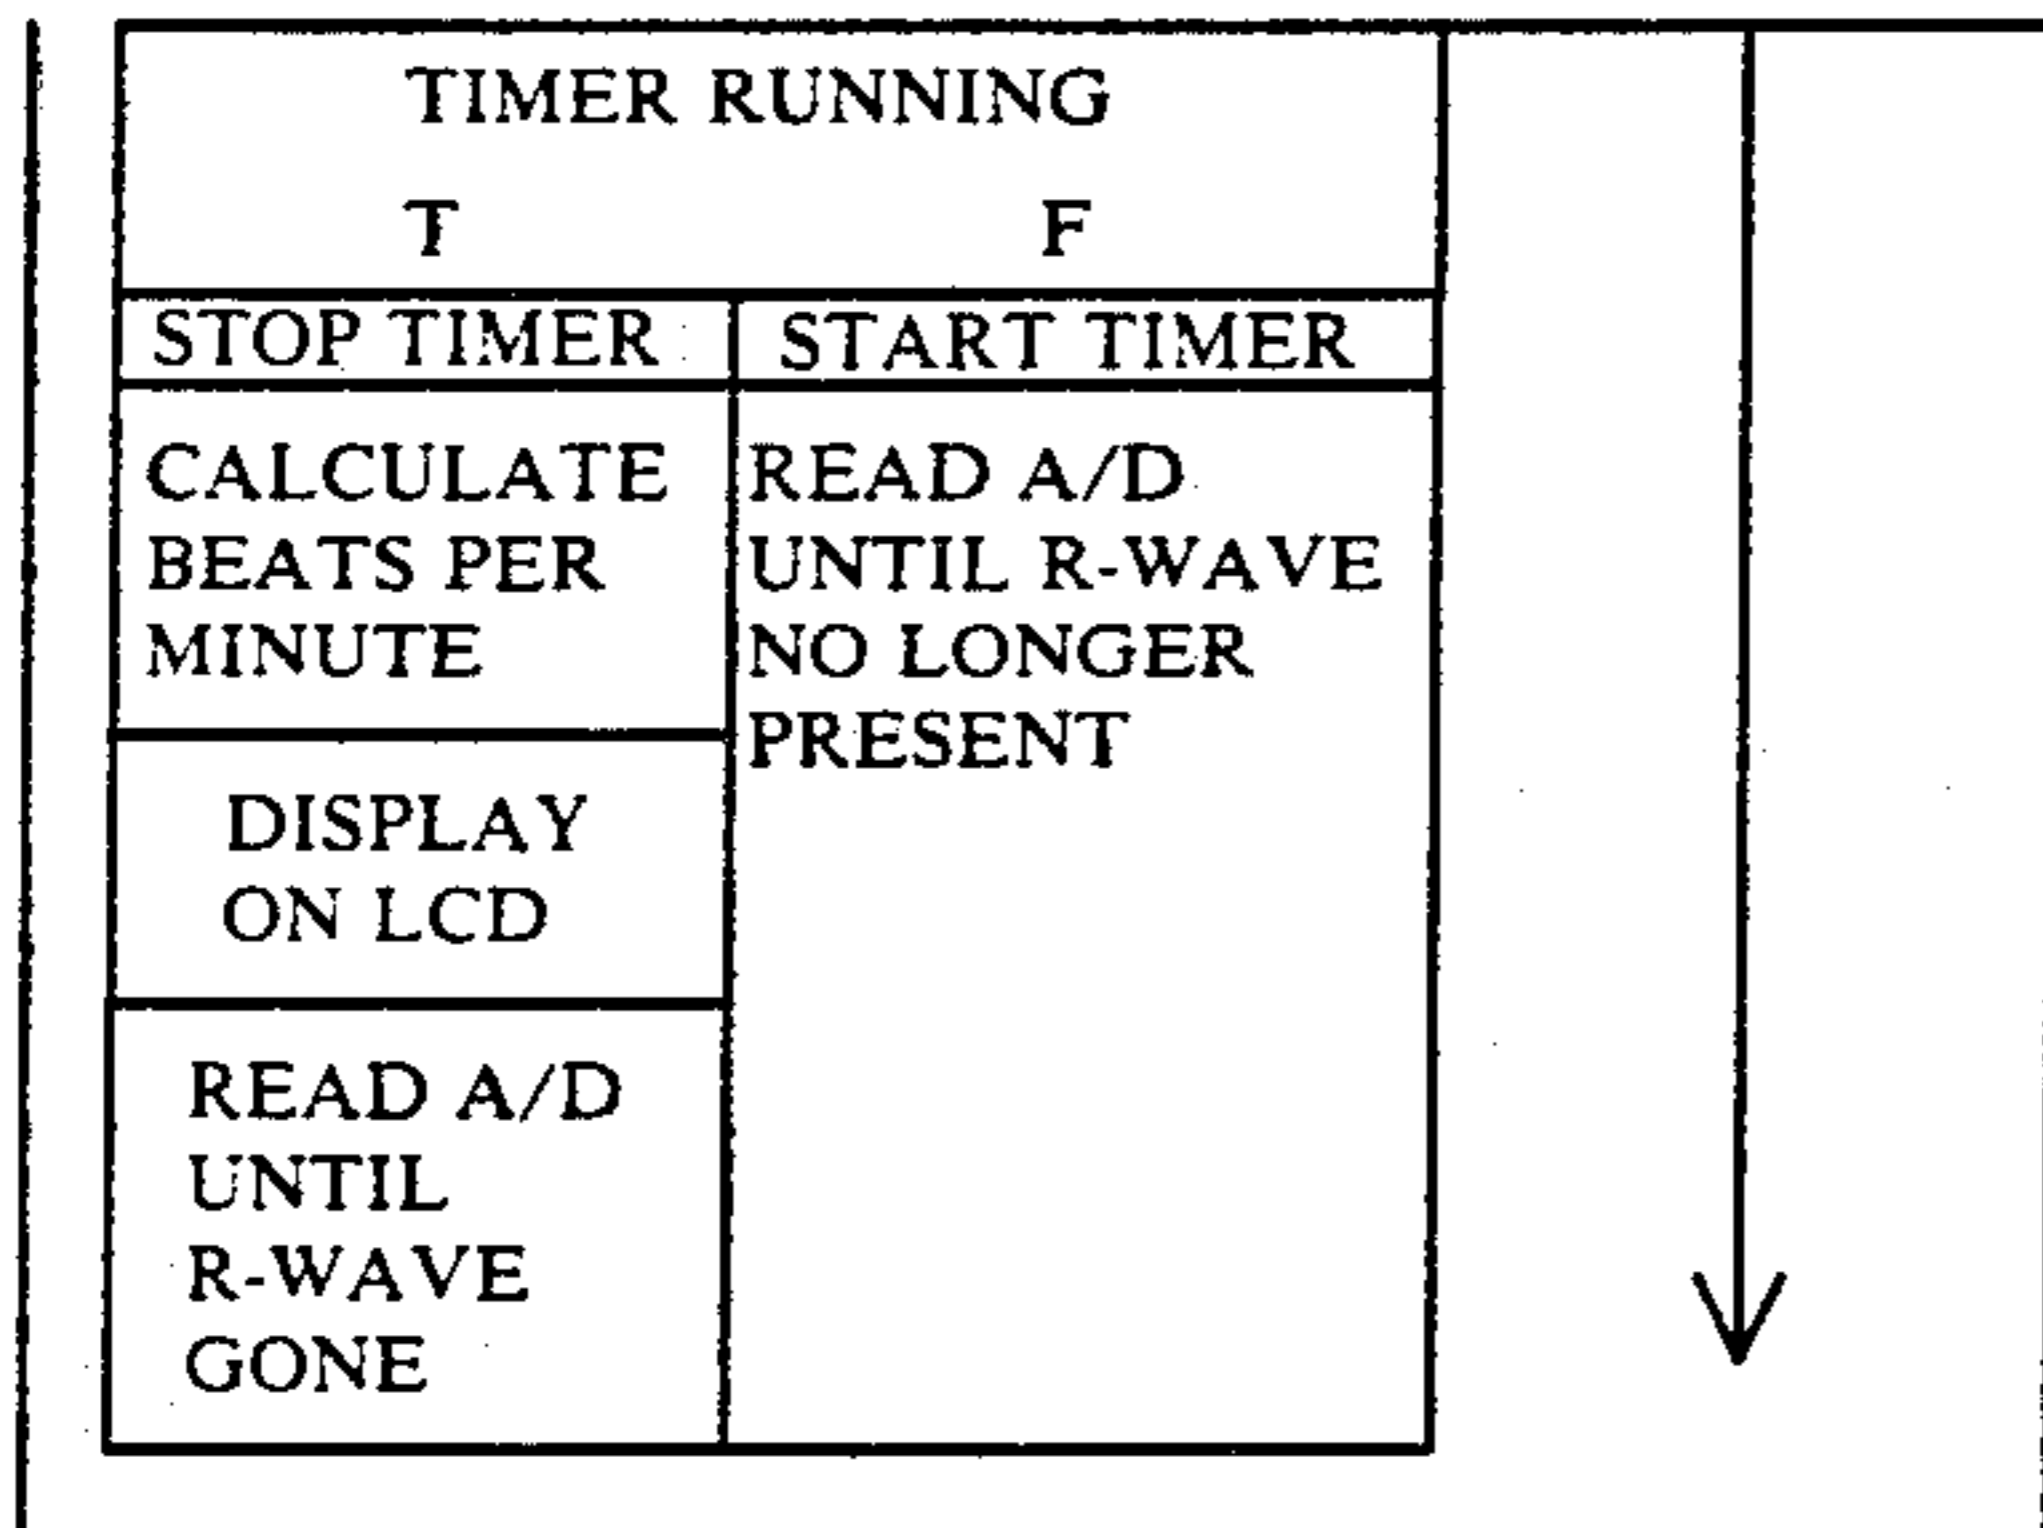 TIMER RUNNING
T F
STOP TIMER
CALCULATE
BEATS PER
MINUTE
DISPLAY
ON LCD
READ A/D
UNTIL
R-WAVE
GONE
START TIMER
READ A/D
UNTIL R-WAVE
NO LONGER
PRESENT